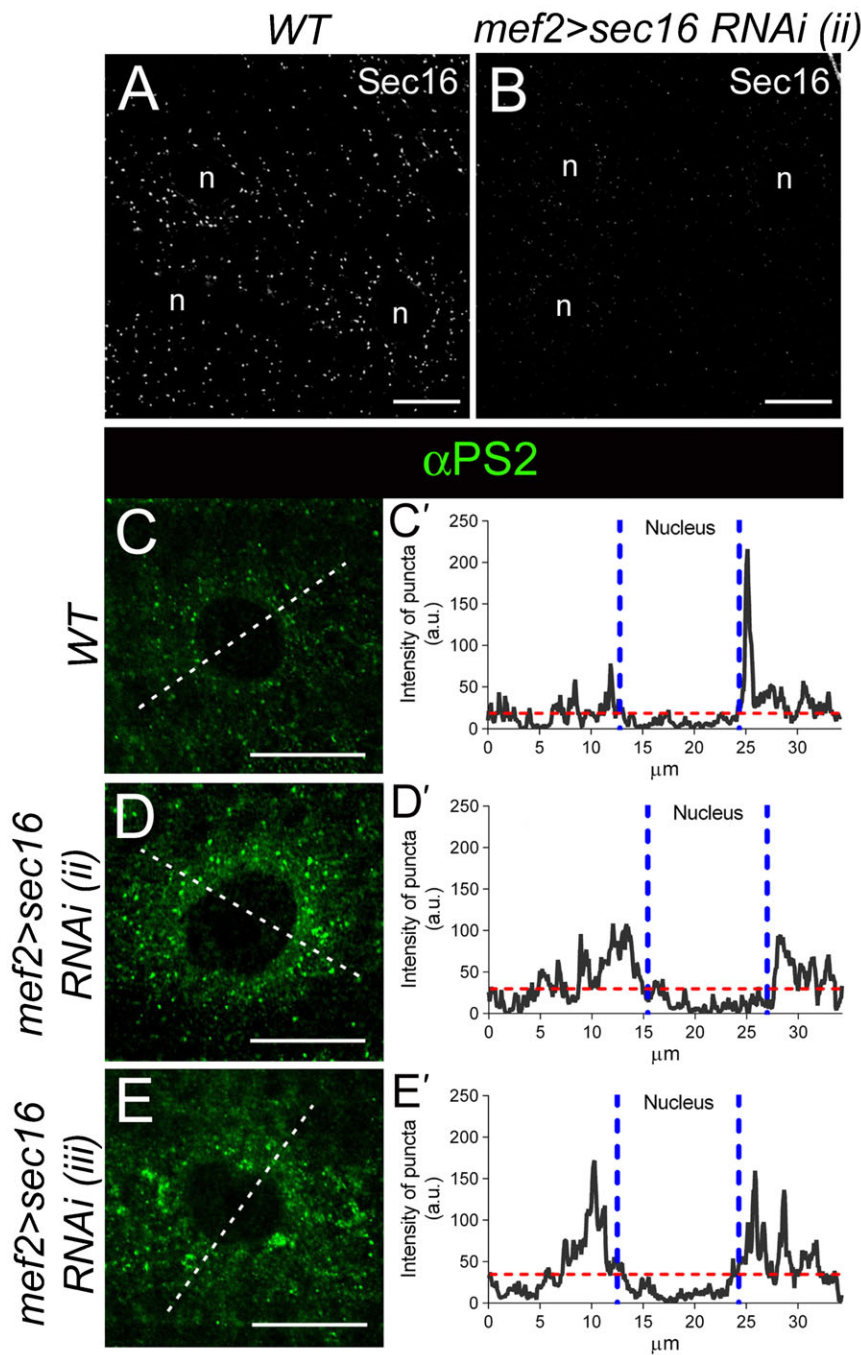 WT
mef2>sec16 RNAi (ii)
A
Sec16
n
n
n
B
Sec16
n
n
n
αPS2
WT
C
C′
Intensity of puncta
(a.u.)
250
200
150
100
50
0
Nucleus
0 5 10 15 20 25 30
μm
mef2>sec16
RNAi (ii)
D
D′
Intensity of puncta
(a.u.)
250
200
150
100
50
0
Nucleus
0 5 10 15 20 25 30
μm
mef2>sec16
RNAi (iii)
E
E′
Intensity of puncta
(a.u.)
250
200
150
100
50
0
Nucleus
0 5 10 15 20 25 30
μm